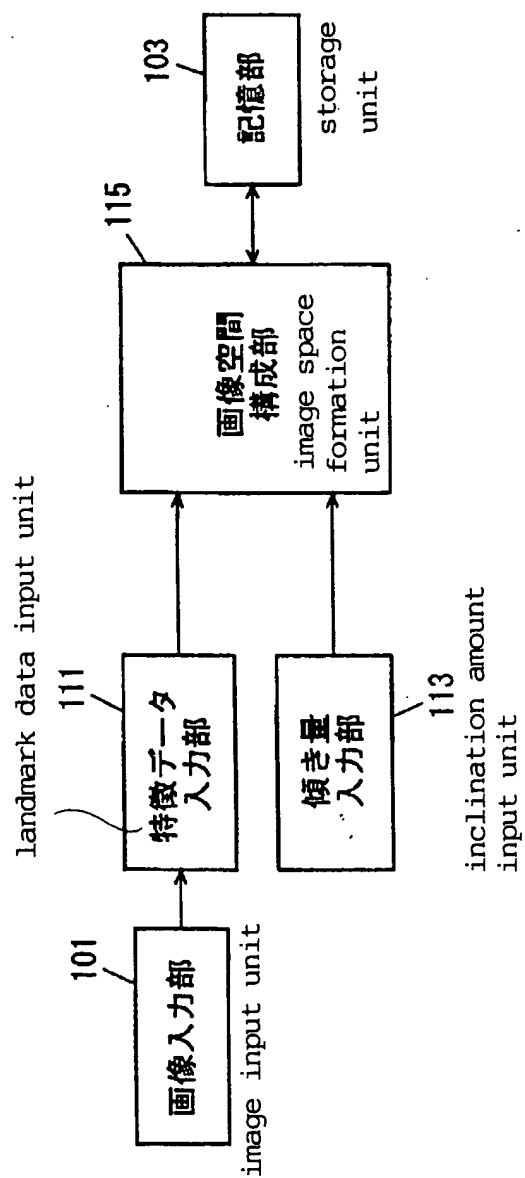 101
画像入力部
image input unit
landmark data input unit
111
特徴データ
入力部
傾き量
入力部
113
inclination amount
input unit
115
画像空間
構成部
image space
formation
unit
103
記憶部
storage
unit